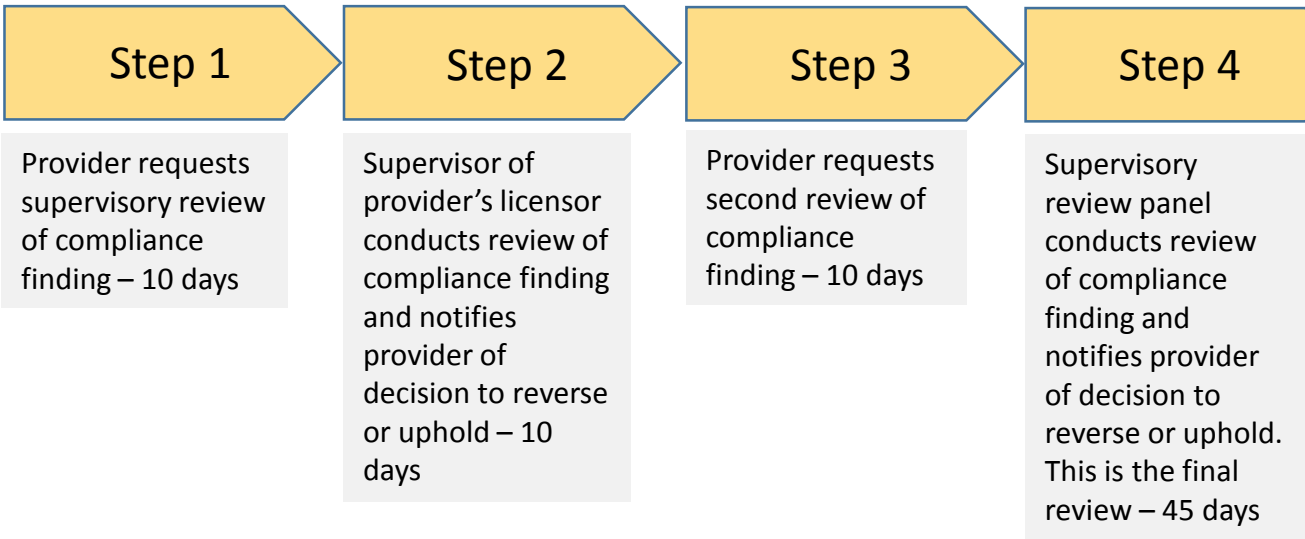 Step 1
Provider requests
supervisory review
of compliance
finding – 10 days
Step 2
Supervisor of
provider’s licensor
conducts review of
compliance finding
and notifies
provider of
decision to reverse
or uphold – 10
days
Step 3
Provider requests
second review of
compliance
finding – 10 days
Step 4
Supervisory
review panel
conducts review
of compliance
finding and
notifies provider
of decision to
reverse or uphold.
This is the final
review – 45 days